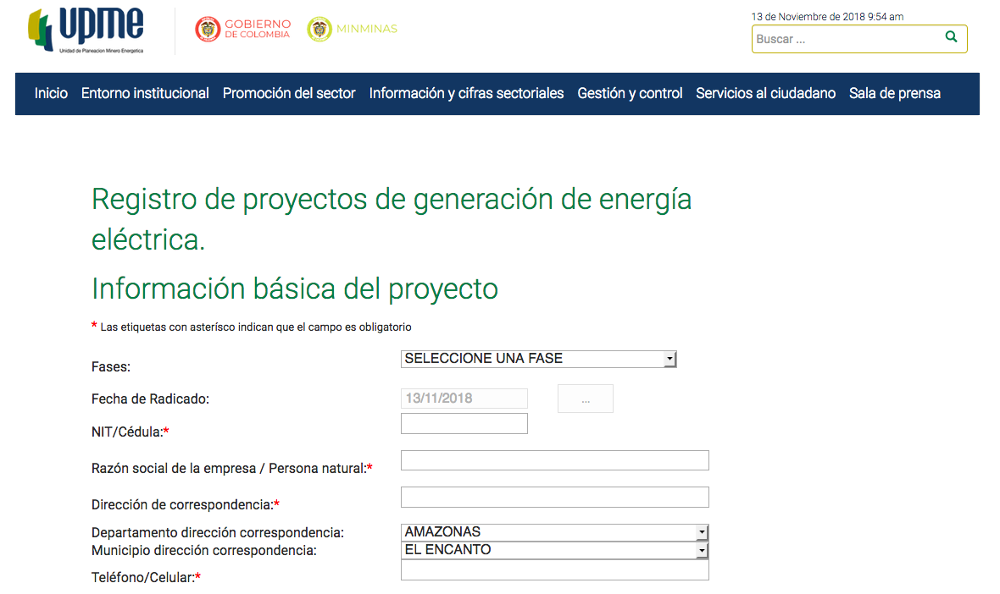 upme
Unidad de Planeacion Minero Energetica
GOBIERNO
DE COLOMBIA
MINMINAS
13 de Noviembre de 2018 9:54 am
Buscar ...
Inicio Entorno institucional Promoción del sector Información y cifras sectoriales Gestión y control Servicios al ciudadano Sala de prensa
Registro de proyectos de generación de energía
eléctrica.
Información básica del proyecto
* Las etiquetas con asterísco indican que el campo es obligatorio
Fases: SELECCIONE UNA FASE
Fecha de Radicado: 13/11/2018 ...
NIT/Cédula:*
Razón social de la empresa / Persona natural:*
Dirección de correspondencia:*
Departamento dirección correspondencia: AMAZONAS
Municipio dirección correspondencia: EL ENCANTO
Teléfono/Celular:*